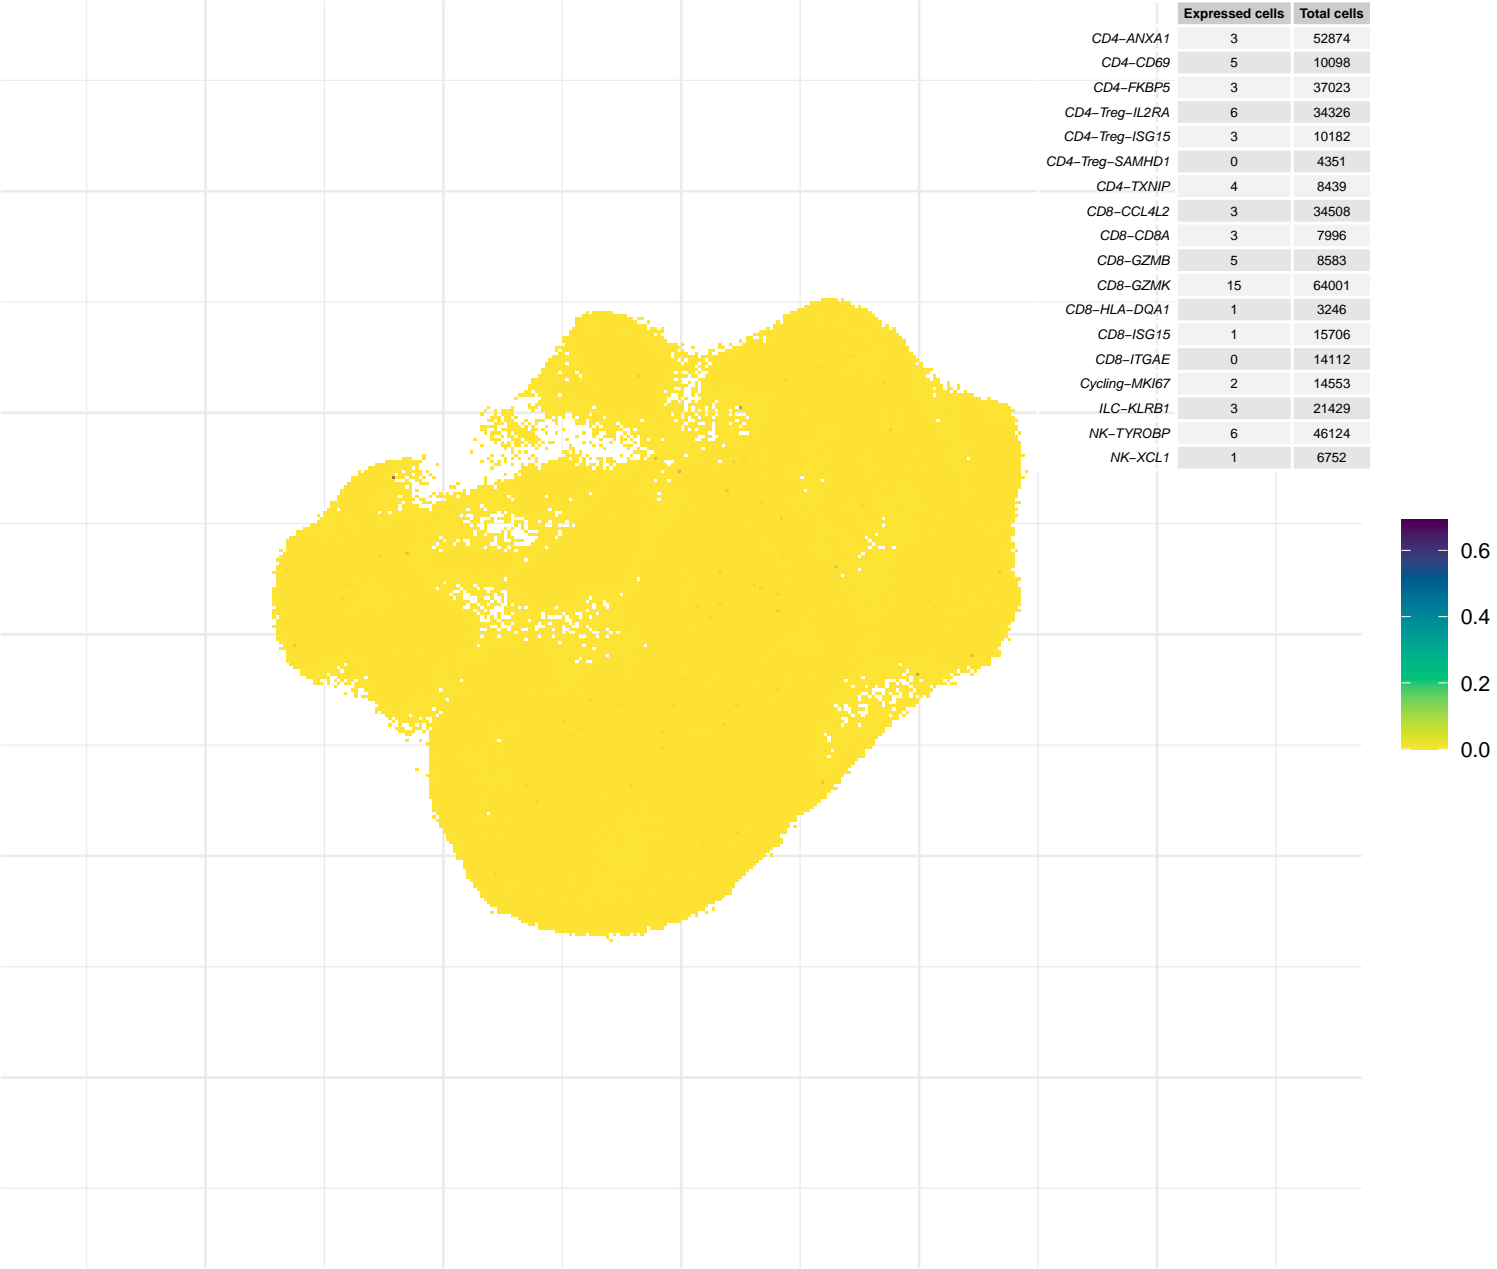 Expressed cells Total cells
CD4−ANXA1 3 52874
CD4−CD69 5 10098
CD4−FKBP5 3 37023
CD4−Treg−IL2RA 6 34326
CD4−Treg−ISG15 3 10182
CD4−Treg−SAMHD1 0 4351
CD4−TXNIP 4 8439
CD8−CCL4L2 3 34508
CD8−CD8A 3 7996
CD8−GZMB 5 8583
CD8−GZMK 15 64001
CD8−HLA−DQA1 1 3246
CD8−ISG15 1 15706
CD8−ITGAE 0 14112
Cycling−MKI67 2 14553
ILC−KLRB1 3 21429
NK−TYROBP 6 46124
NK−XCL1 1 6752
0.6
0.4
0.2
0.0